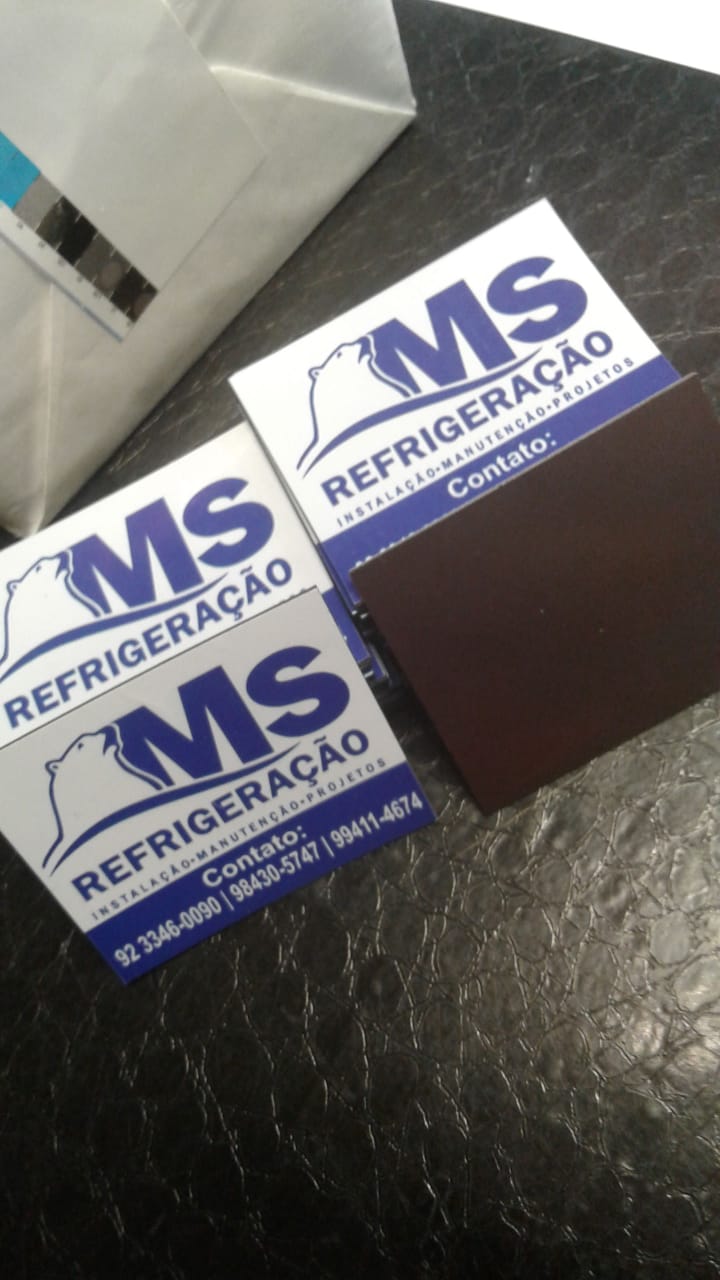 MS
REFRIGERAÇÃO
INSTALAÇÃO•MANUTENÇÃO•PROJETOS
Contato:
MS
REFRIGERAÇÃO
MS
REFRIGERAÇÃO
INSTALAÇÃO•MANUTENÇÃO•PROJETOS
Contato:
92 3346-0090 | 98430-5747 | 99411-4674